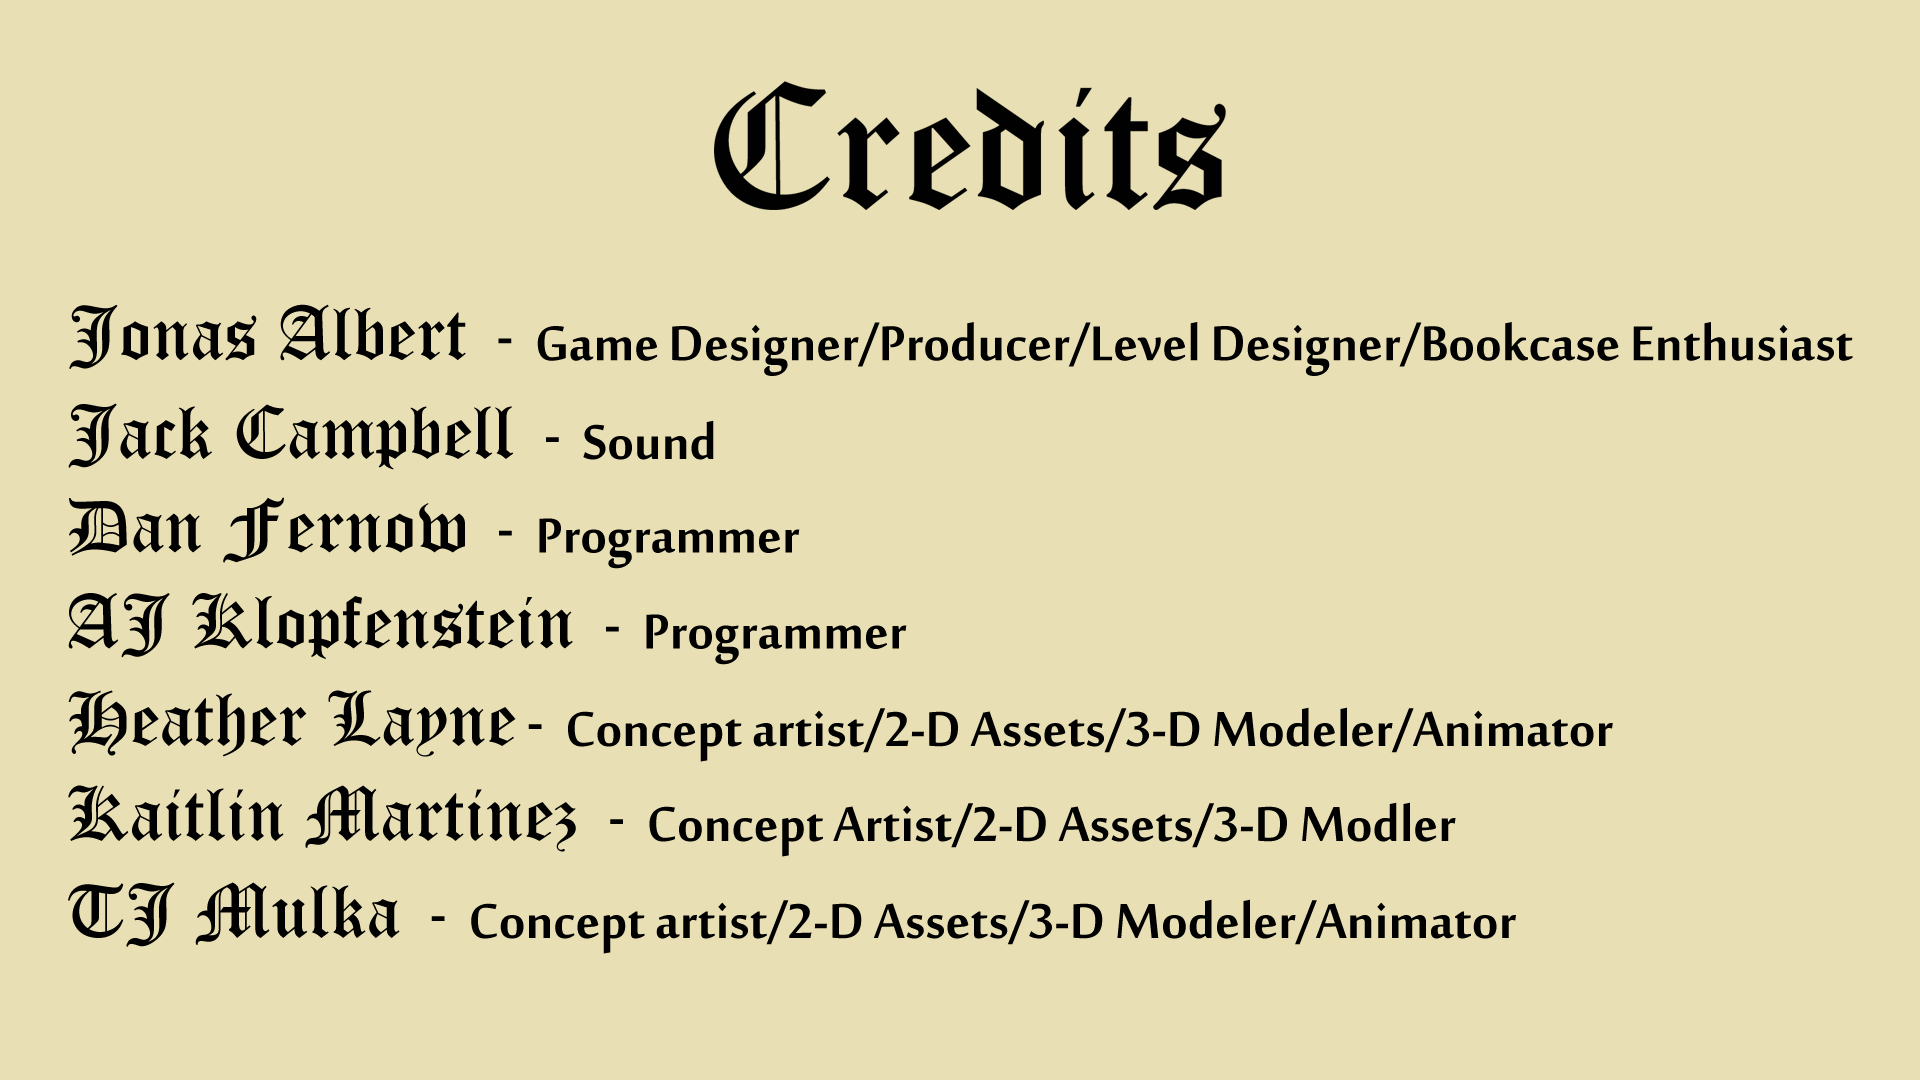 Credits
Jonas Albert - Game Designer/Producer/Level Designer/Bookcase Enthusiast
Jack Campbell - Sound
Dan Fernow - Programmer
AJ Klopfenstein - Programmer
Heather Layne - Concept artist/2-D Assets/3-D Modeler/Animator
Kaitlin Martinez - Concept Artist/2-D Assets/3-D Modler
TJ Mulka - Concept artist/2-D Assets/3-D Modeler/Animator